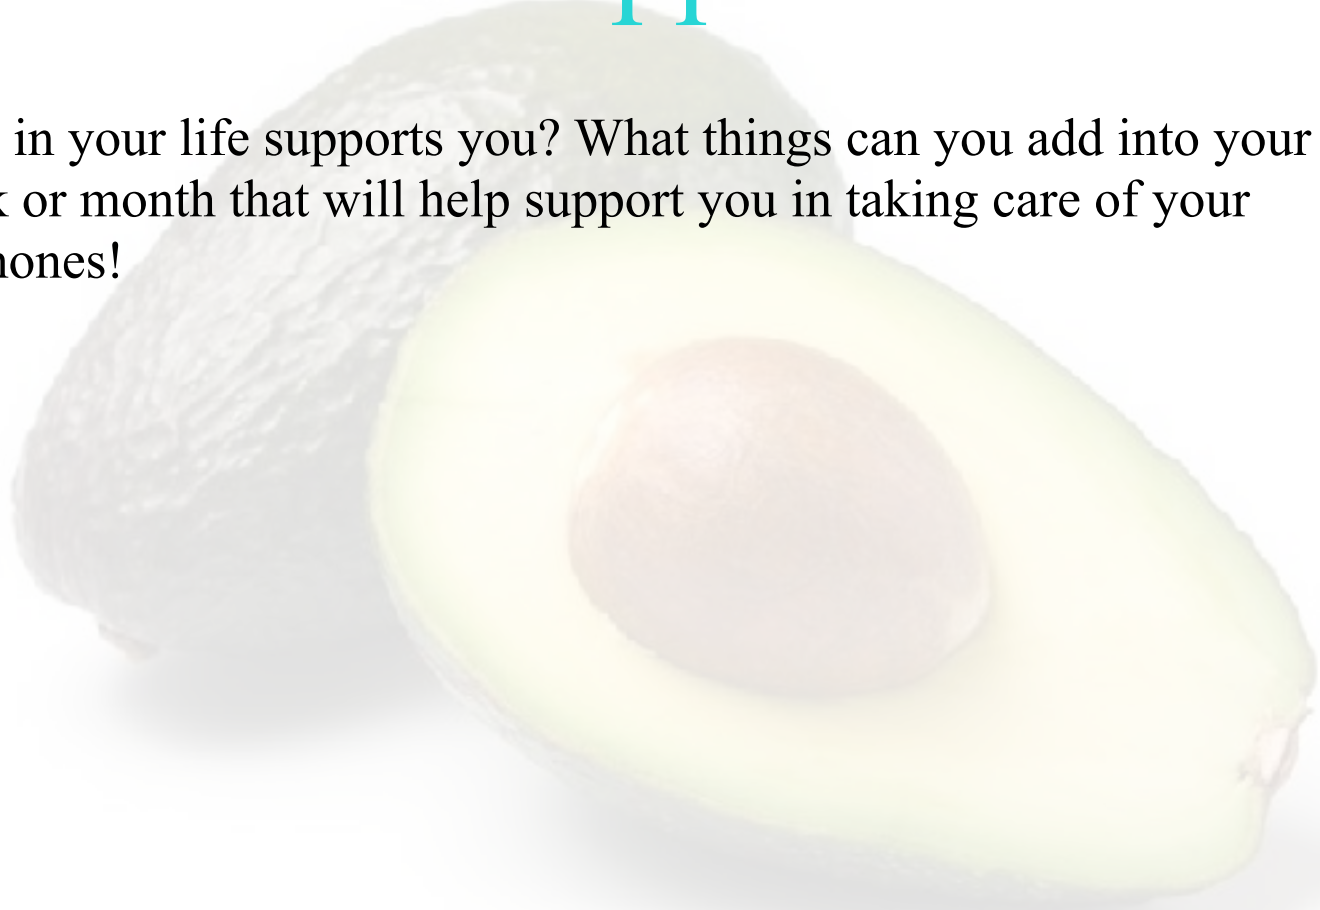 in your life supports you? What things can you add into your
or month that will help support you in taking care of your